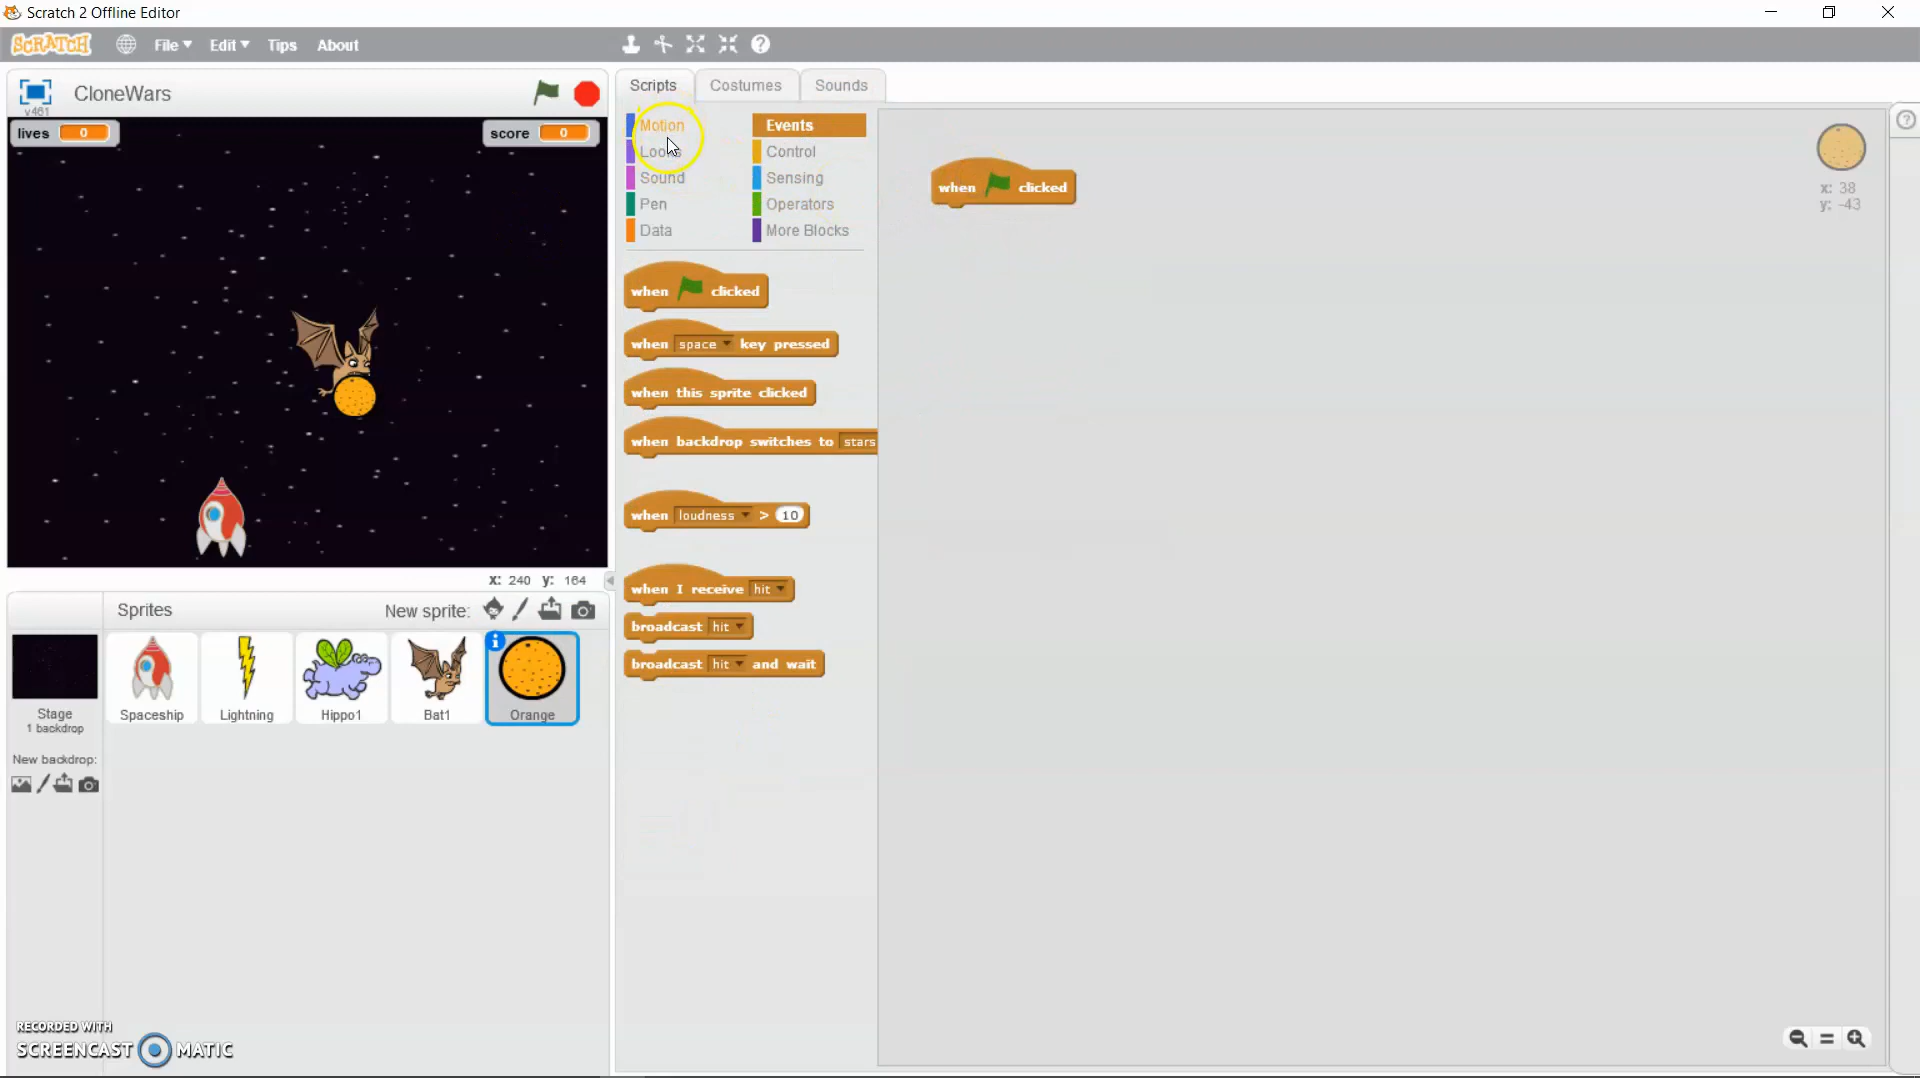 Scratch 2 Offline Editor
SCRATCH File Edit Tips About
CloneWars
v461
lives 0
score 0
x: 240 y: 164
Sprites New sprite:
Spaceship Lightning Hippo1 Bat1 Orange
Stage
1 backdrop
New backdrop:
RECORDED WITH
SCREENCAST MATIC
Scripts Costumes Sounds
Motion Events
Looks Control
Sound Sensing
Pen Operators
Data More Blocks
when clicked
when space key pressed
when this sprite clicked
when backdrop switches to stars
when loudness > 10
when I receive hit
broadcast hit
broadcast hit and wait
when clicked
x: 38
y: -43